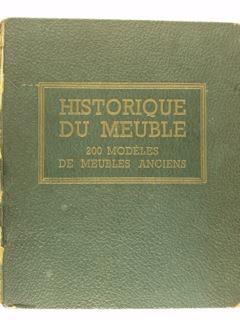 HISTORIQUE
DU MEUBLE
200 MODÈLES
DE MEUBLES ANCIENS